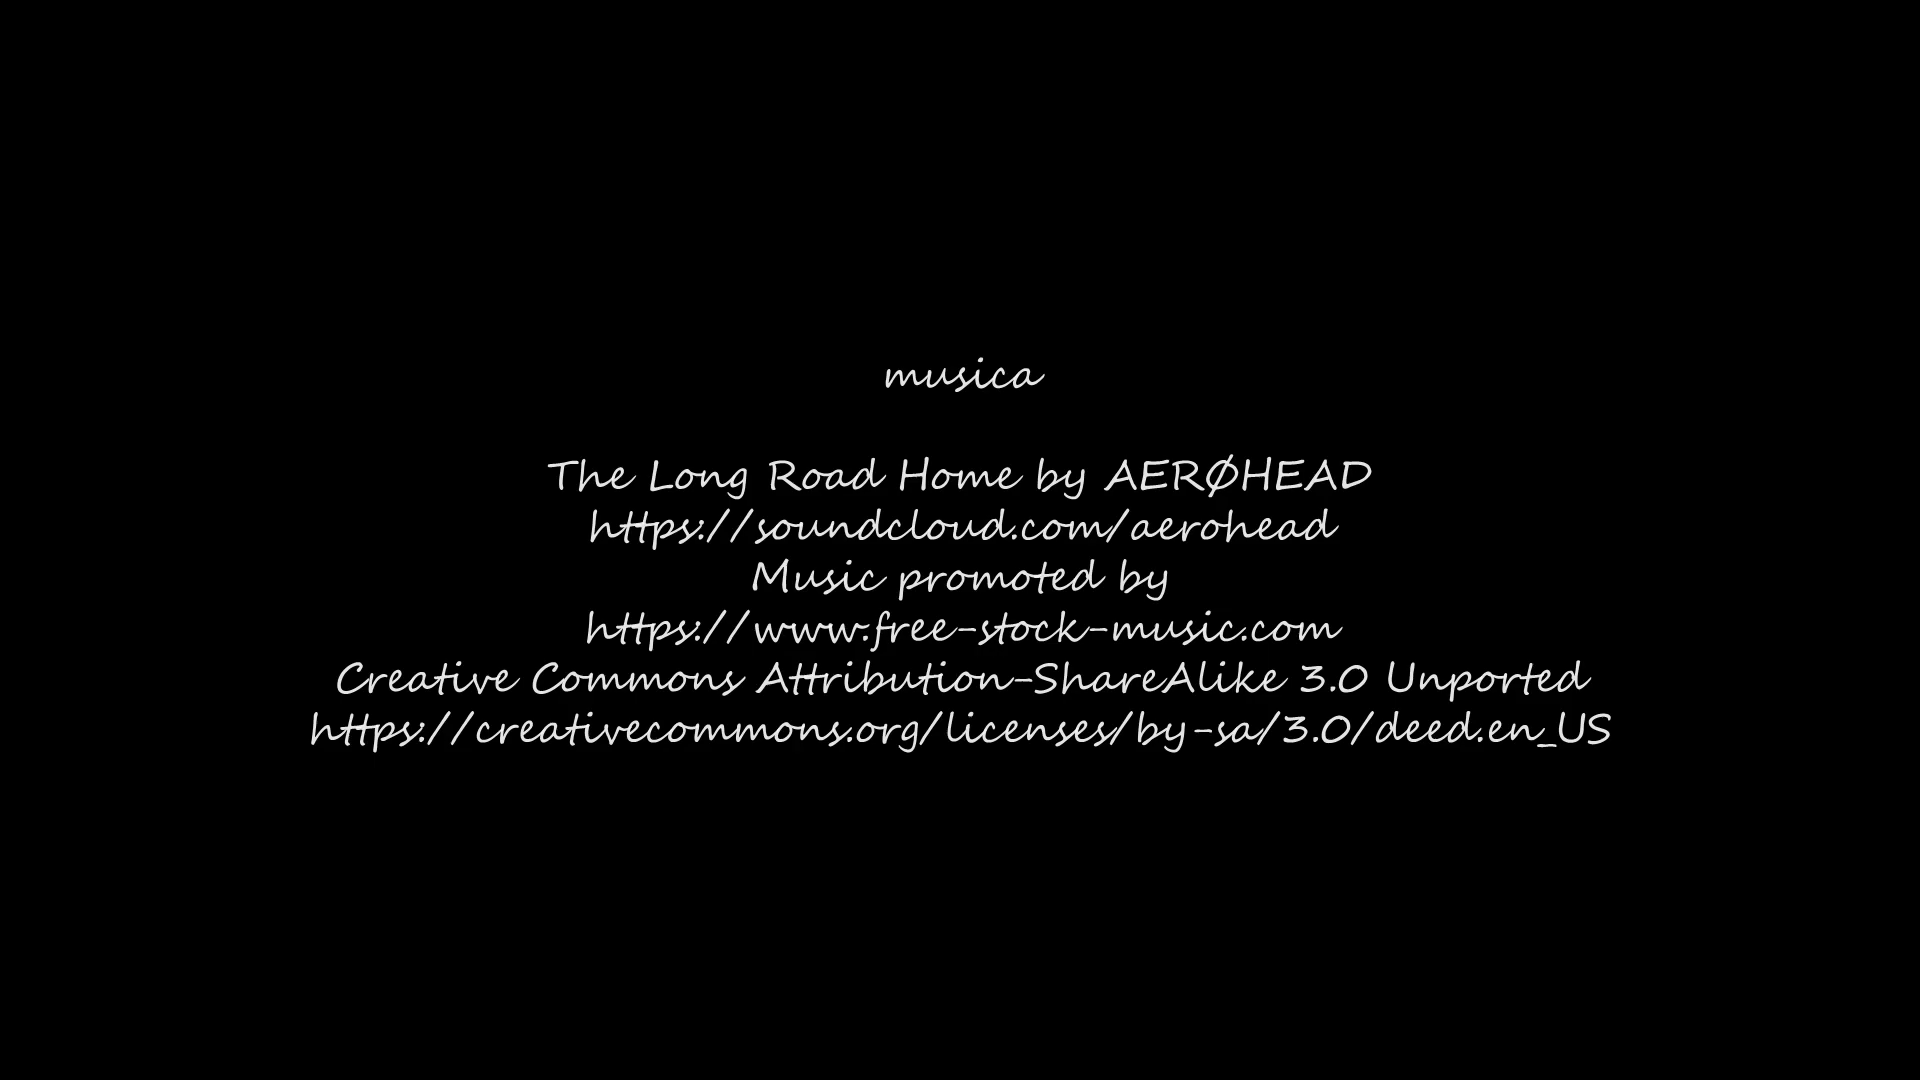 musica
The Long Road Home by AERØHEAD
https://soundcloud.com/aerohead
Music promoted by
https://www.free-stock-music.com
Creative Commons Attribution-ShareAlike 3.0 Unported
https://creativecommons.org/licenses/by-sa/3.0/deed.en_US